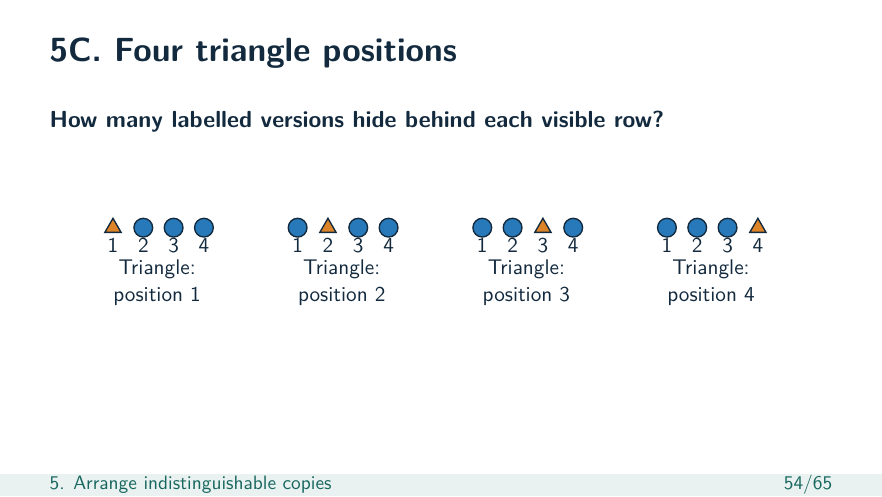 5C. Four triangle positions
How many labelled versions hide behind each visible row?
1 2 3 4
Triangle:
position 1
1 2 3 4
Triangle:
position 2
1 2 3 4
Triangle:
position 3
1 2 3 4
Triangle:
position 4
5. Arrange indistinguishable copies
54/65